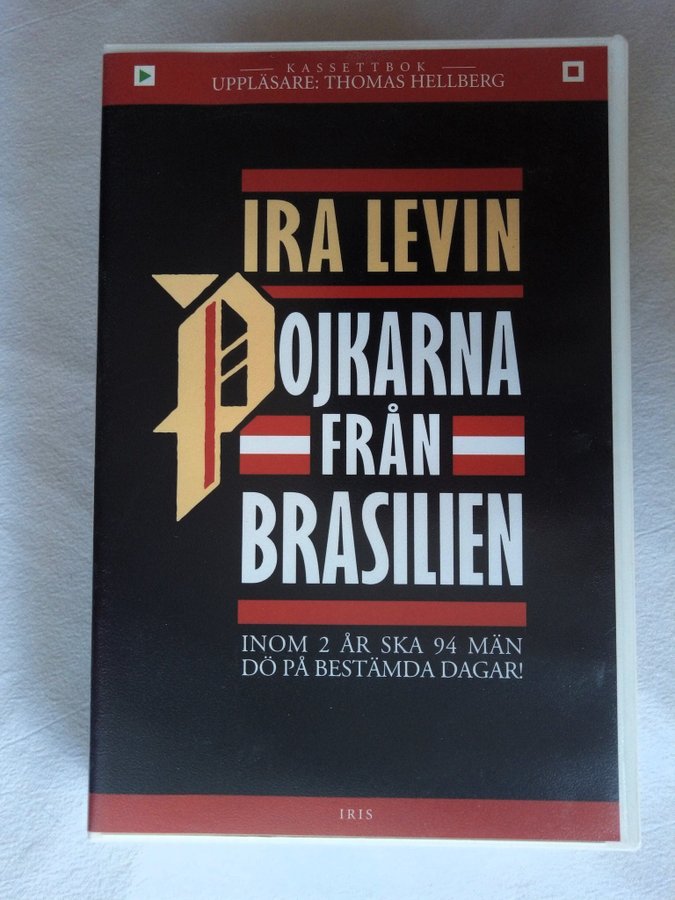 KASSETTBOK
UPPLÄSARE: THOMAS HELLBERG
IRA LEVIN
POJKARNA
FRÅN
BRASILIEN
INOM 2 ÅR SKA 94 MÄN
DÖ PÅ BESTÄMDA DAGAR!
IRIS